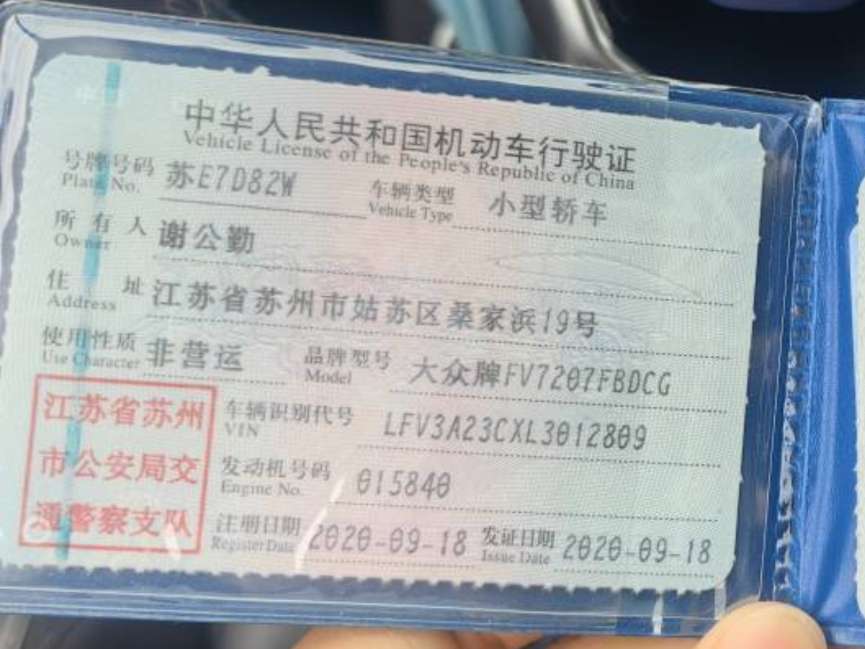 中华人民共和国机动车行驶证
Vehicle License of the People's Republic of China
号牌号码 苏E7D82W 车辆类型 小型轿车
Plate No. Vehicle Type
所有人 谢公勤
Owner
住址 江苏省苏州市姑苏区桑家浜19号
Address
使用性质 非营运 品牌型号 大众牌FV7207FBDCG
Use Character Model
江苏省苏州 车辆识别代号 LFV3A23CXL3012809
VIN
市公安局交 发动机号码 015840
Engine No.
通警察支队 注册日期 2020-09-18 发证日期 2020-09-18
Register Date Issue Date